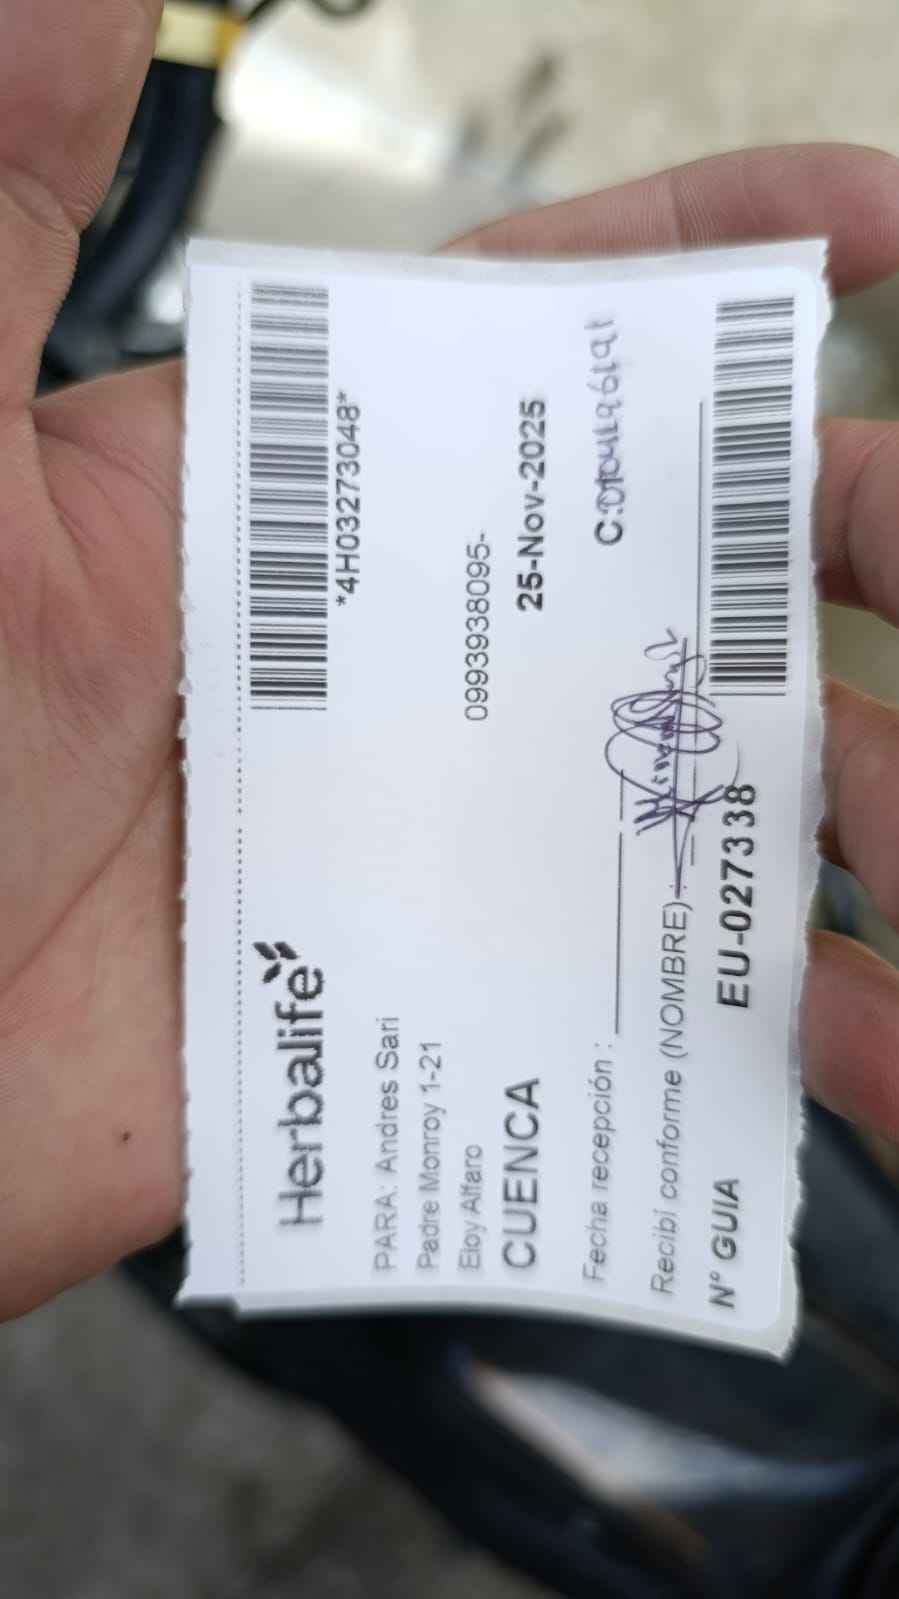 Herbalife
*4H03273048*
PARA: Andres Sari
Padre Monroy 1-21
Eloy Alfaro 0993938095-
CUENCA 25-Nov-2025
Fecha recepción : C:
Recibí conforme (NOMBRE) :
N° GUIA EU-027338